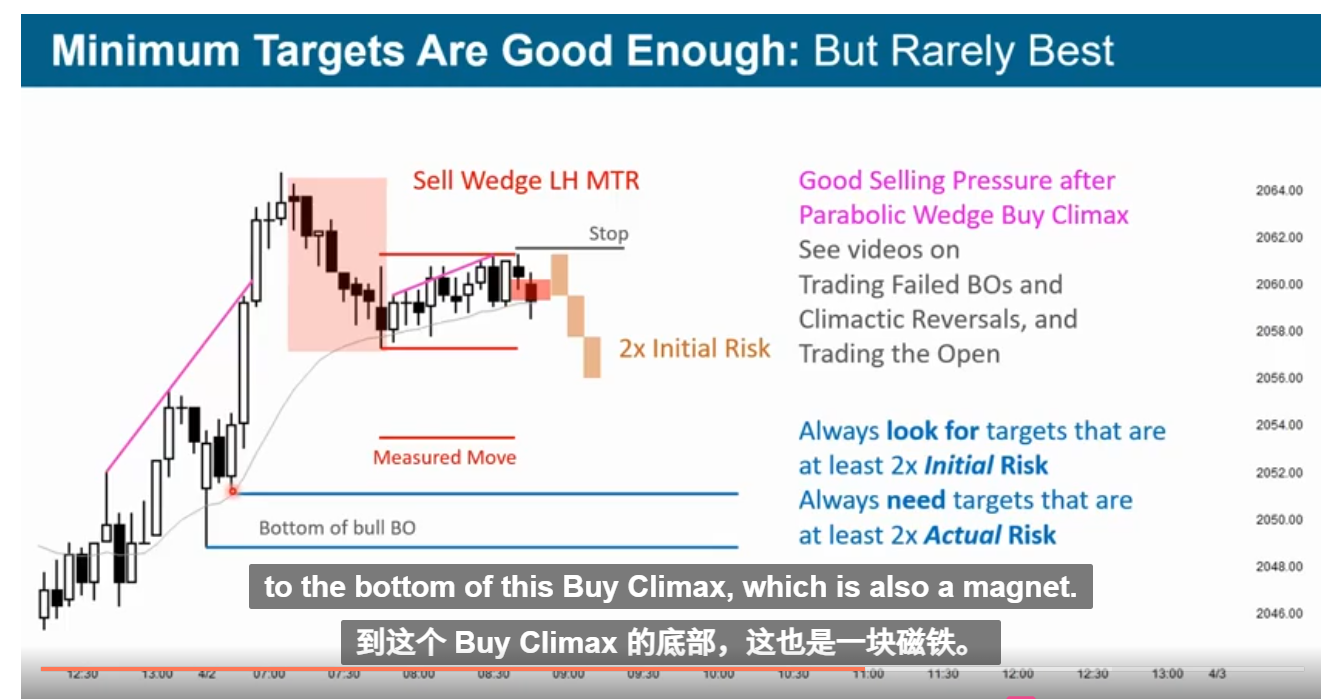 Minimum Targets Are Good Enough: But Rarely Best
Sell Wedge LH MTR
Stop
2x Initial Risk
Measured Move
Bottom of bull BO
Good Selling Pressure after
Parabolic Wedge Buy Climax
See videos on
Trading Failed BOs and
Climactic Reversals, and
Trading the Open
Always look for targets that are
at least 2x Initial Risk
Always need targets that are
at least 2x Actual Risk
2064.00
2062.00
2060.00
2058.00
2056.00
2054.00
2052.00
2050.00
2048.00
2046.00
to the bottom of this Buy Climax, which is also a magnet.
到这个 Buy Climax 的底部，这也是一块磁铁。
12:30 13:00 4/2 07:00 07:30 08:00 08:30 09:00 09:30 10:00 10:30 11:00 11:30 12:00 12:30 13:00 4/3